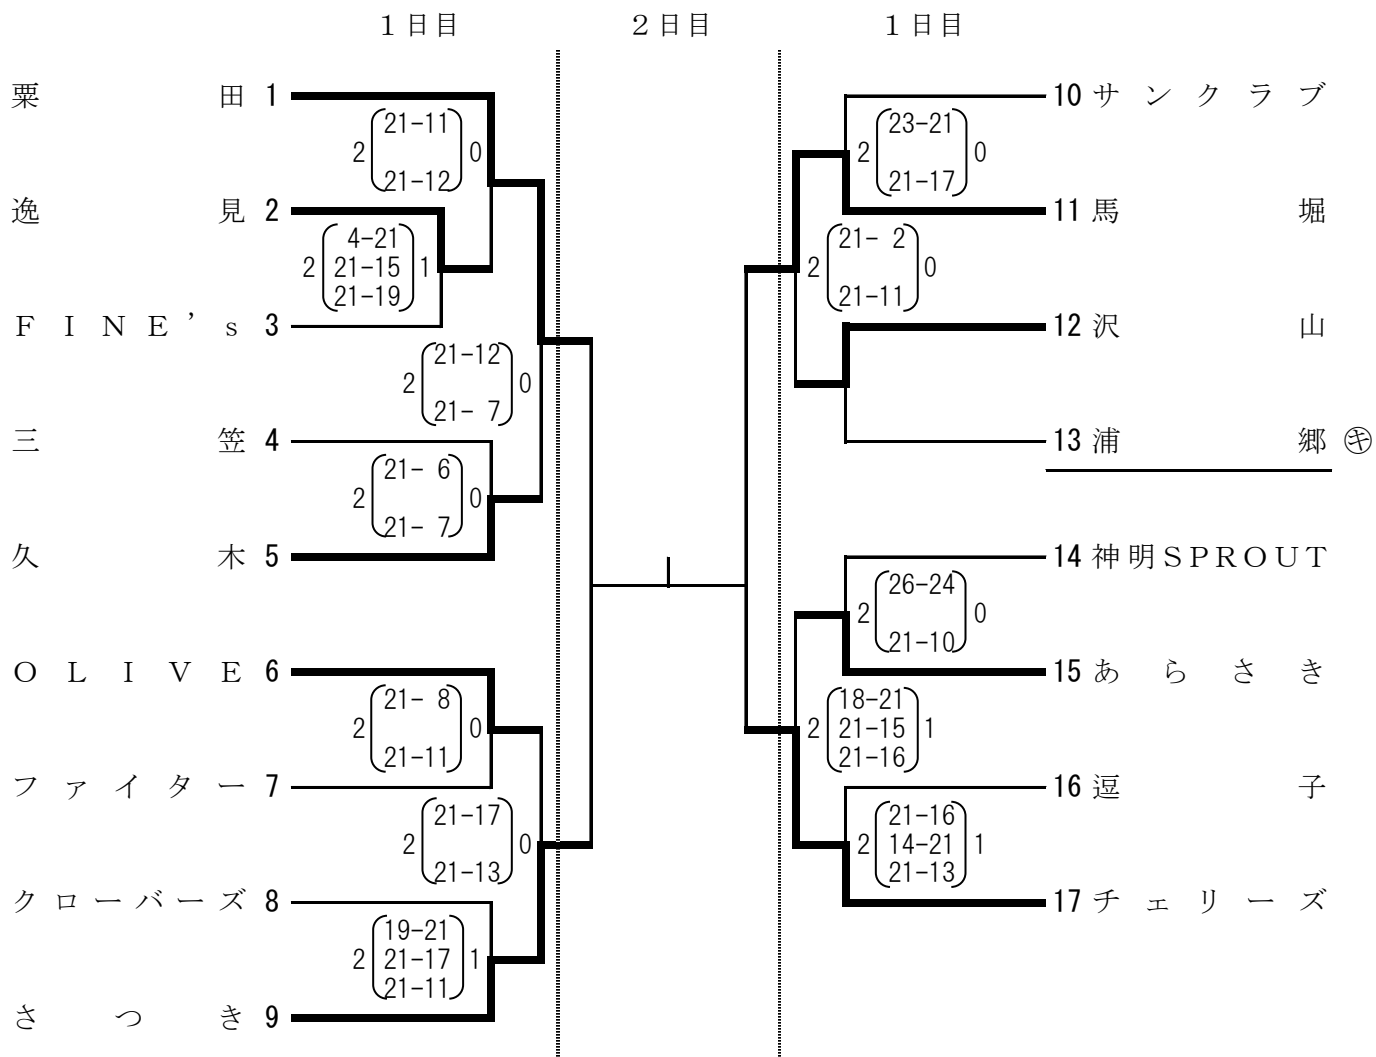 １日目 ２日目 １日目
粟田 1
10 サンクラブ
2 21-11 0
21-12
2 23-21 0
21-17
逸見 2
11 馬堀
2 4-21 1
21-15
21-19
2 21- 2 0
21-11
ＦＩＮＥ’ｓ 3
12 沢山
2 21-12 0
21- 7
三笠 4
13 浦郷 ㋖
2 21- 6 0
21- 7
久木 5
14 神明SPROUT
2 26-24 0
21-10
ＯＬＩＶＥ 6
15 あらさき
2 21- 8 0
21-11
2 18-21 1
21-15
21-16
ファイター 7
16 逗子
2 21-17 0
21-13
2 21-16 1
14-21
21-13
クローバーズ 8
17 チェリーズ
2 19-21 1
21-17
21-11
さつき 9